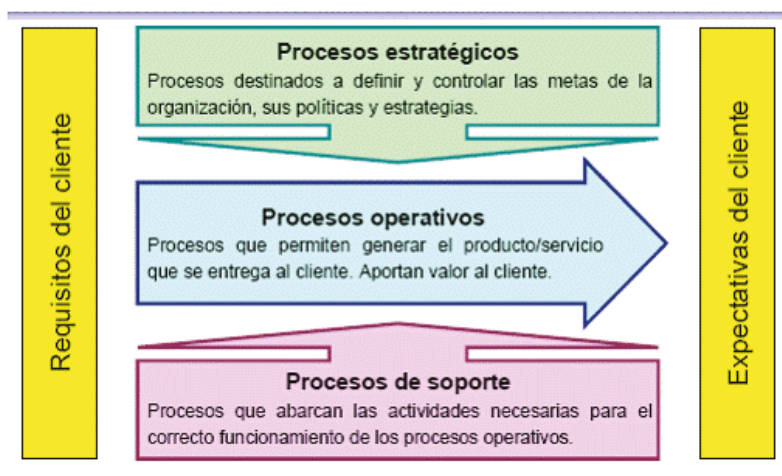 Requisitos del cliente
Procesos estratégicos
Procesos destinados a definir y controlar las metas de la
organización, sus políticas y estrategias.
Procesos operativos
Procesos que permiten generar el producto/servicio
que se entrega al cliente. Aportan valor al cliente.
Procesos de soporte
Procesos que abarcan las actividades necesarias para el
correcto funcionamiento de los procesos operativos.
Expectativas del cliente